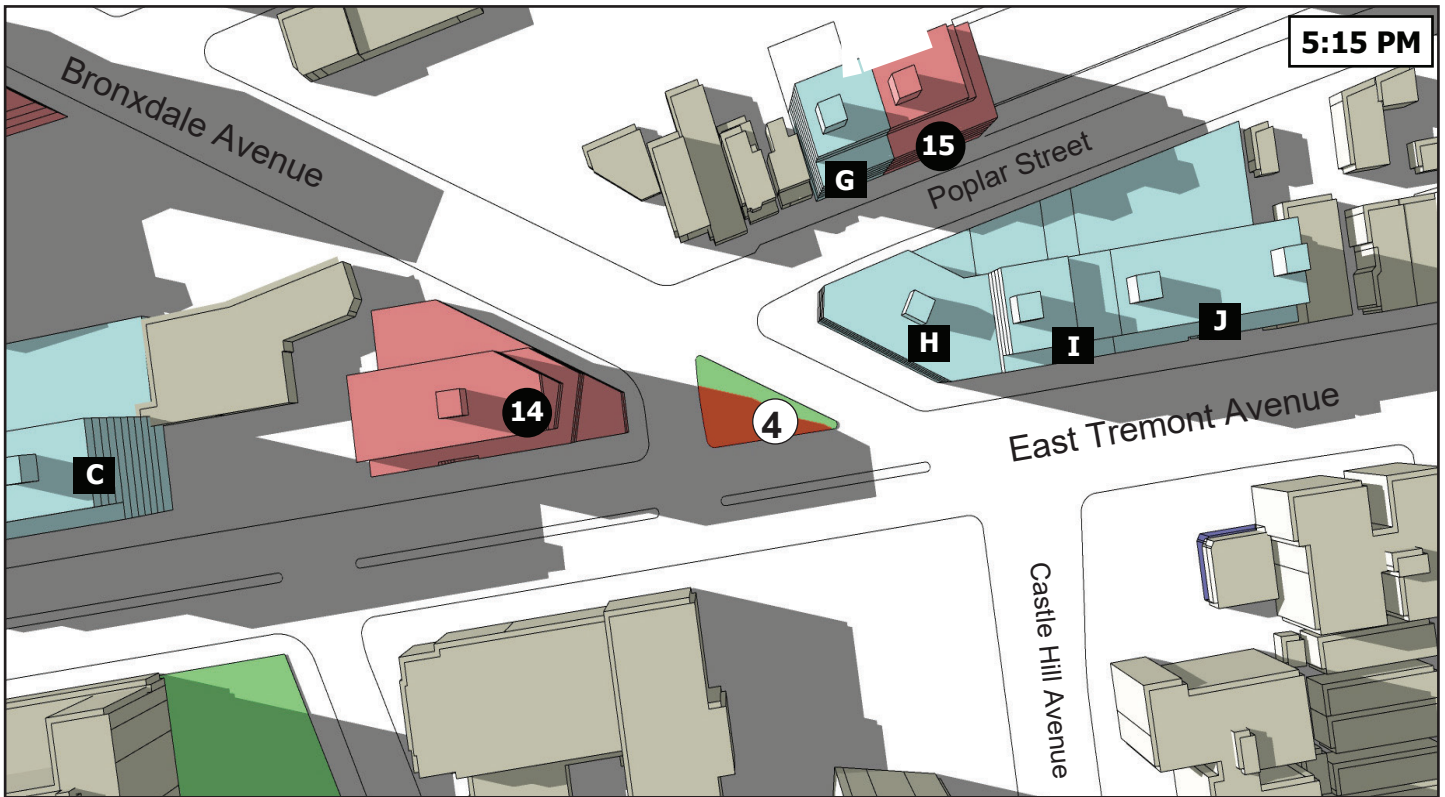 5:15 PM
Bronxdale Avenue
15
G
Poplar Street
H
I
J
14
4
East Tremont Avenue
C
Castle Hill Avenue